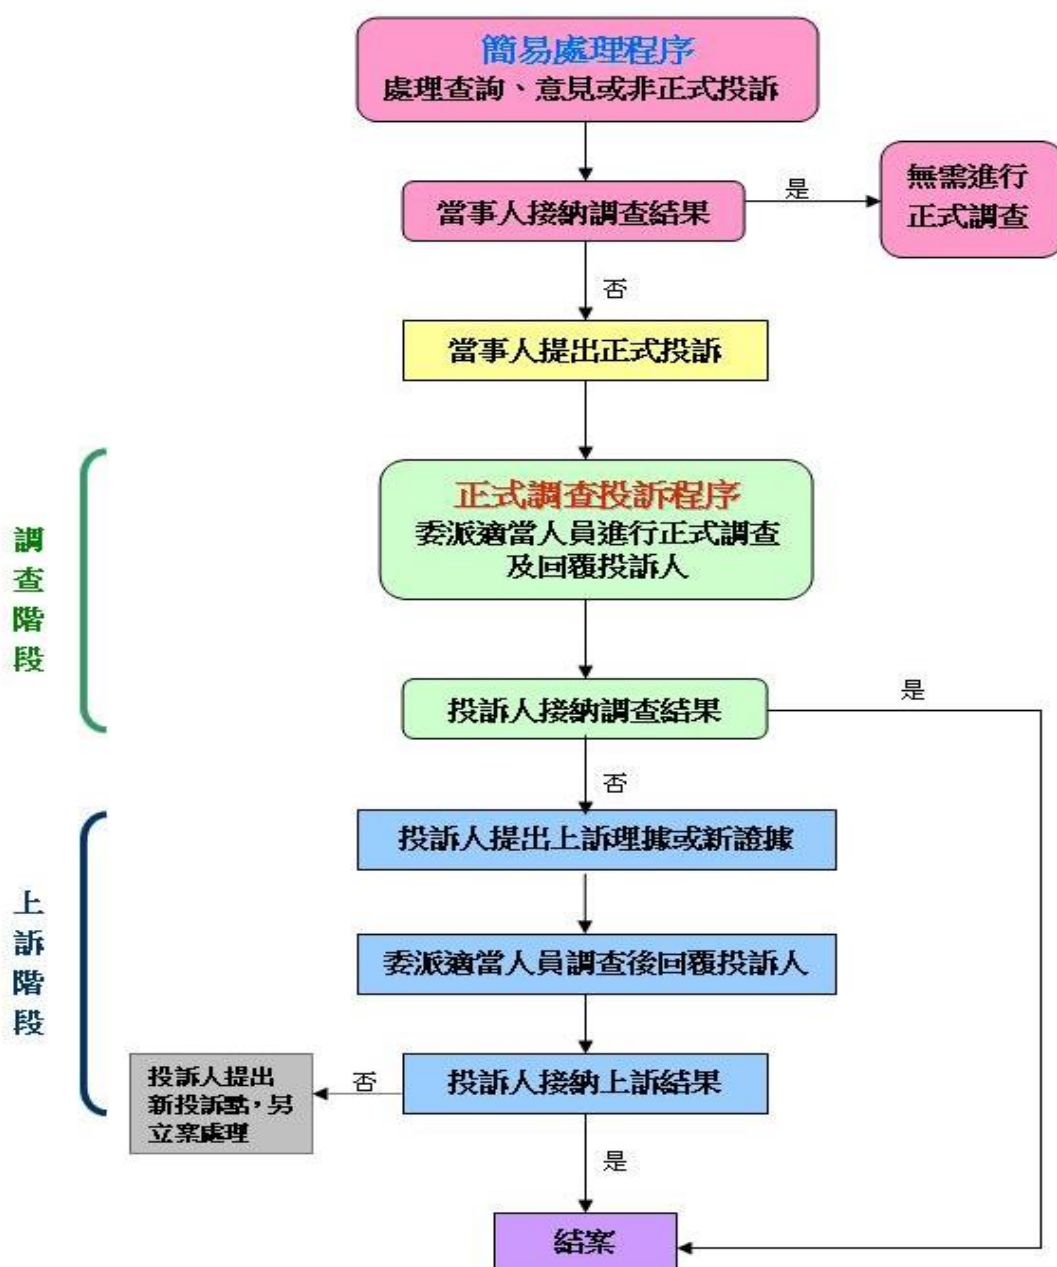 簡易處理程序
處理查詢、意見或非正式投訴
當事人接納調查結果
是
無需進行
正式調查
否
當事人提出正式投訴
調
查
階
段
正式調查投訴程序
委派適當人員進行正式調查
及回覆投訴人
投訴人接納調查結果
是
否
上
訴
階
段
投訴人提出上訴理據或新證據
委派適當人員調查後回覆投訴人
投訴人接納上訴結果
否
投訴人提出
新投訴點，另
立案處理
是
結案